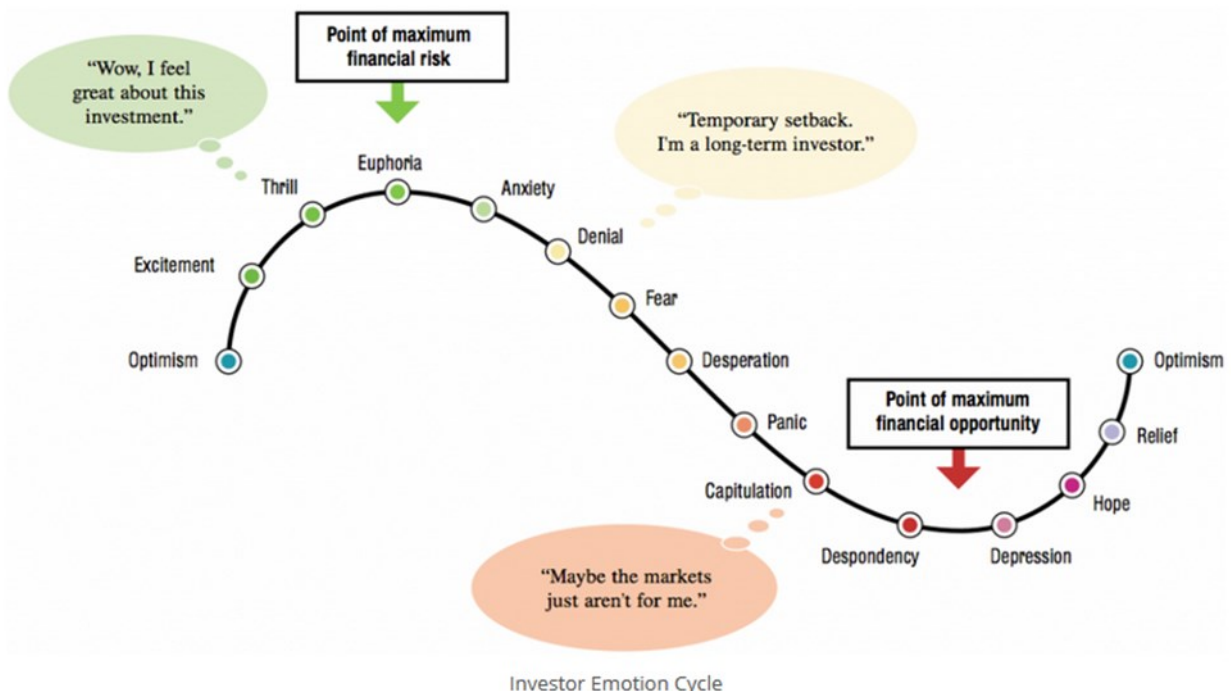 Point of maximum
financial risk
“Wow, I feel
great about this
investment.”
“Temporary setback.
I'm a long-term investor.”
Euphoria
Thrill
Anxiety
Denial
Excitement
Fear
Optimism
Desperation
Optimism
Point of maximum
financial opportunity
Panic
Relief
Capitulation
Hope
Despondency
Depression
“Maybe the markets
just aren't for me.”
Investor Emotion Cycle